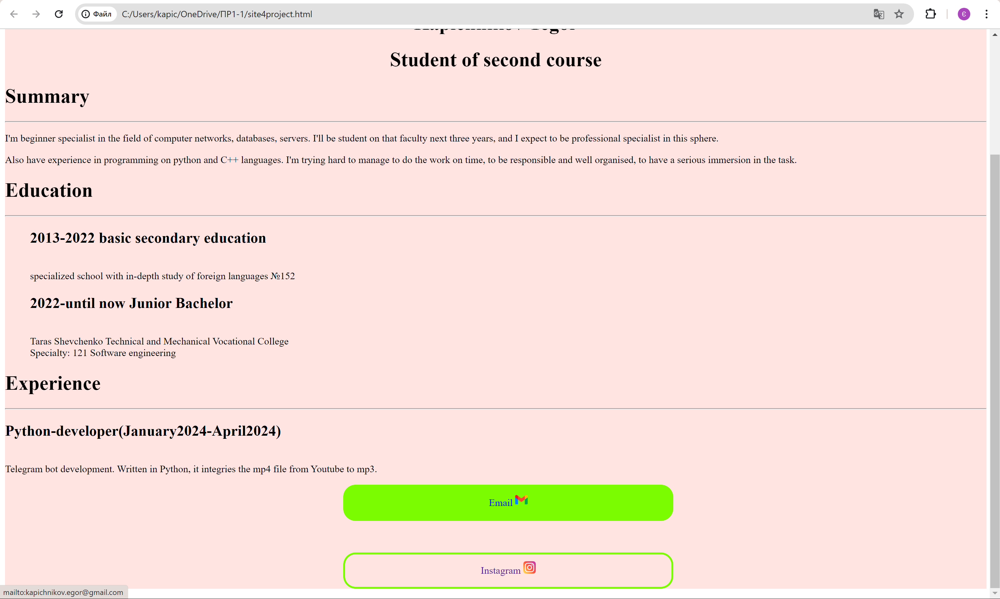 Файл C:/Users/kapic/OneDrive/ПР1-1/site4project.html
Student of second course
Summary
I'm beginner specialist in the field of computer networks, databases, servers. I'll be student on that faculty next three years, and I expect to be professional specialist in this sphere.
Also have experience in programming on python and C++ languages. I'm trying hard to manage to do the work on time, to be responsible and well organised, to have a serious immersion in the task.
Education
2013-2022 basic secondary education
specialized school with in-depth study of foreign languages №152
2022-until now Junior Bachelor
Taras Shevchenko Technical and Mechanical Vocational College
Specialty: 121 Software engineering
Experience
Python-developer(January2024-April2024)
Telegram bot development. Written in Python, it integries the mp4 file from Youtube to mp3.
Email
Instagram
mailto:kapichnikov.egor@gmail.com